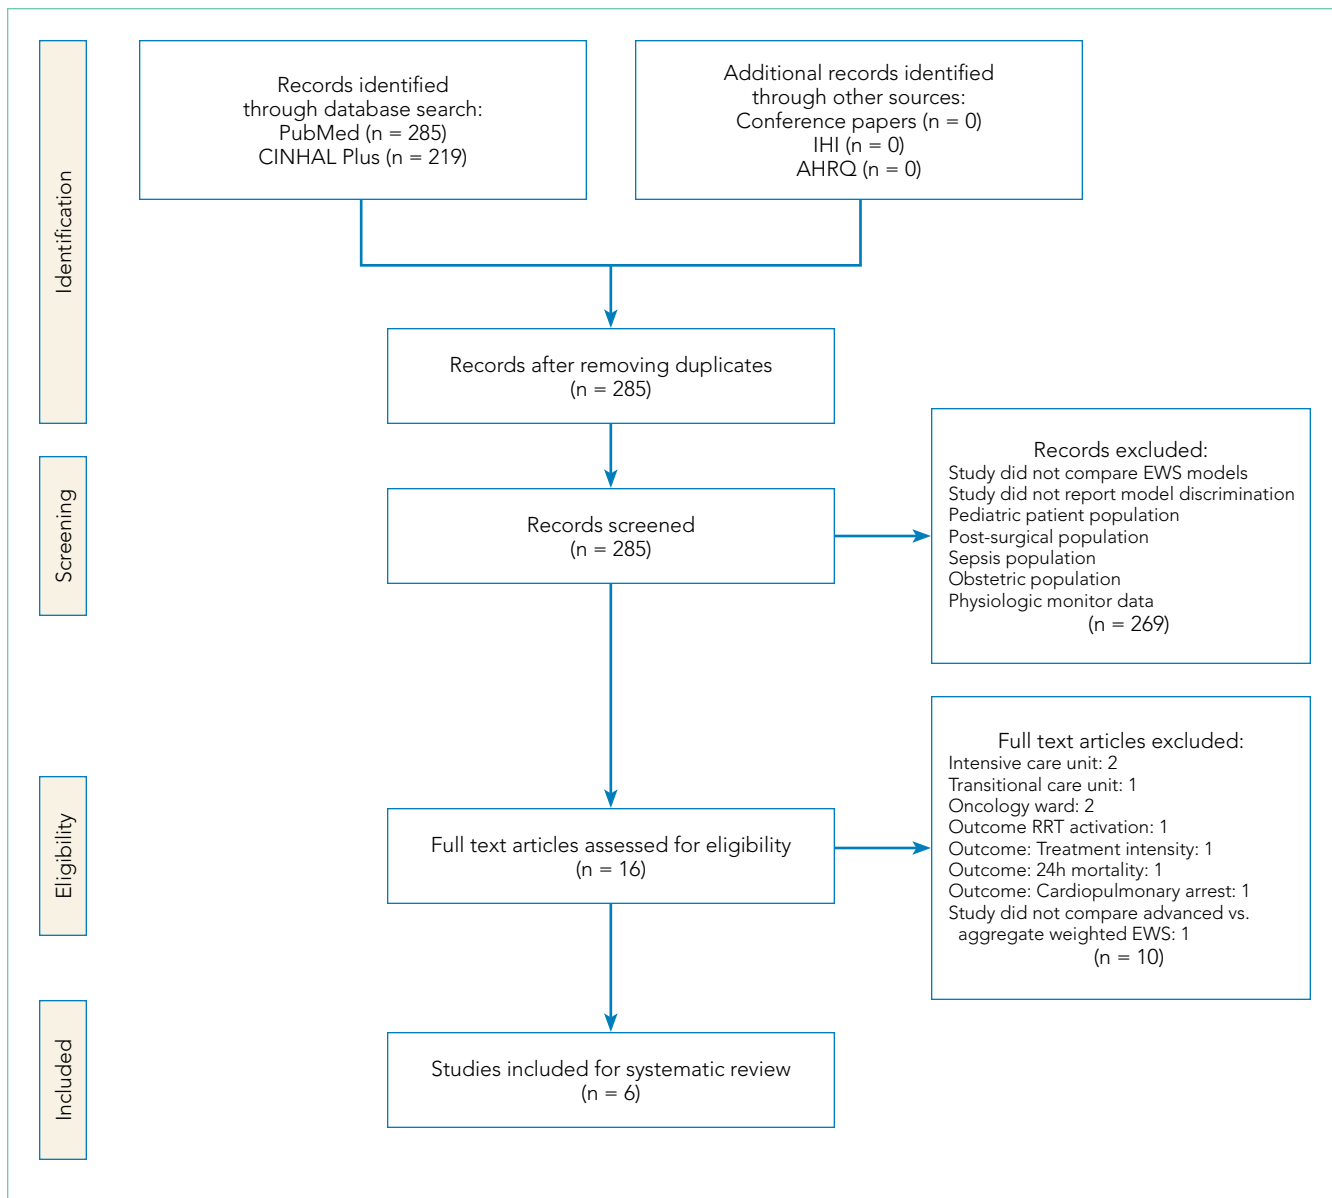 Identification
Records identified
through database search:
PubMed (n = 285)
CINHAL Plus (n = 219)
Additional records identified
through other sources:
Conference papers (n = 0)
IHI (n = 0)
AHRQ (n = 0)
Records after removing duplicates
(n = 285)
Screening
Records screened
(n = 285)
Records excluded:
Study did not compare EWS models
Study did not report model discrimination
Pediatric patient population
Post-surgical population
Sepsis population
Obstetric population
Physiologic monitor data
(n = 269)
Eligibility
Full text articles assessed for eligibility
(n = 16)
Full text articles excluded:
Intensive care unit: 2
Transitional care unit: 1
Oncology ward: 2
Outcome RRT activation: 1
Outcome: Treatment intensity: 1
Outcome: 24h mortality: 1
Outcome: Cardiopulmonary arrest: 1
Study did not compare advanced vs.
aggregate weighted EWS: 1
(n = 10)
Included
Studies included for systematic review
(n = 6)